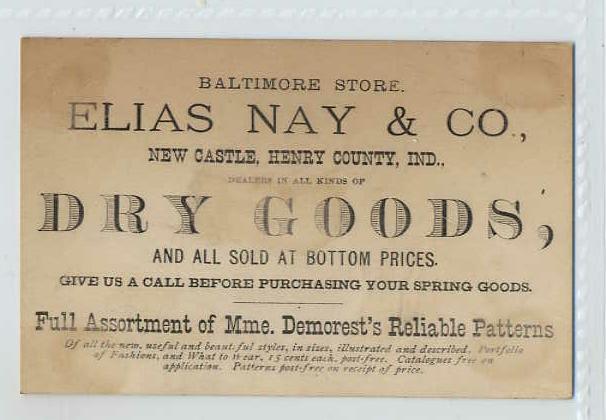 BALTIMORE STORE.
ELIAS NAY & CO.,
NEW CASTLE, HENRY COUNTY, IND.,
DEALERS IN ALL KINDS OF
DRY GOODS,
AND ALL SOLD AT BOTTOM PRICES.
GIVE US A CALL BEFORE PURCHASING YOUR SPRING GOODS.
Full Assortment of Mme. Demorest's Reliable Patterns
Of all the new, useful and beautiful styles, in sizes, illustrated and described. Portfolio
of Fashions, and What to Wear, 15 cents each, post-free. Catalogues free on
application. Patterns post-free on receipt of price.